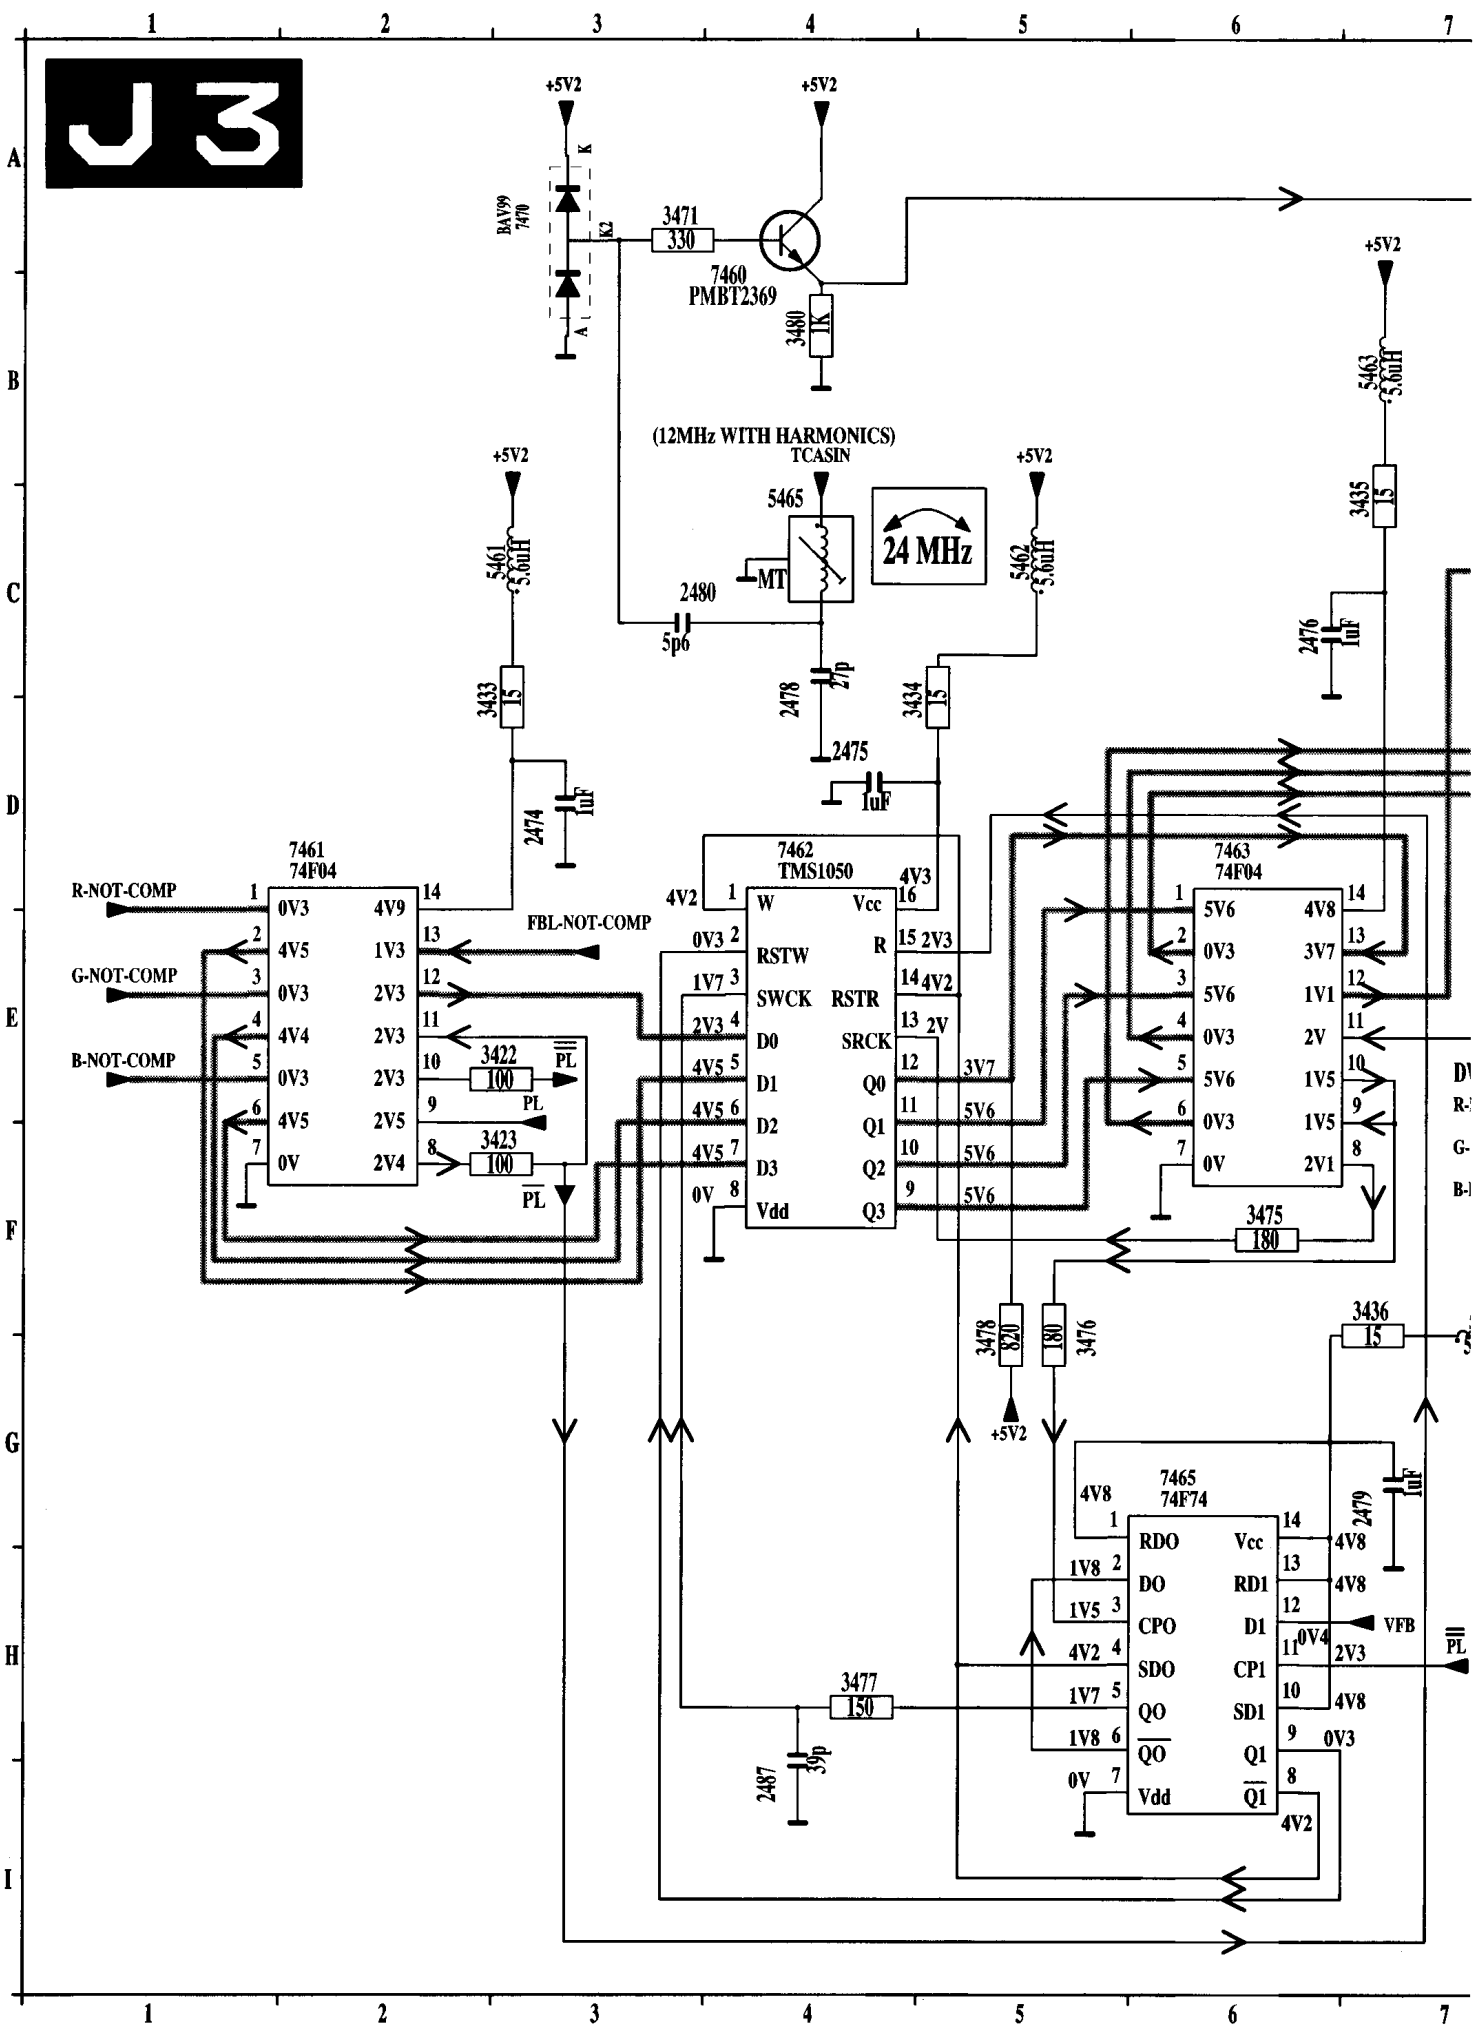 1 2 3 4 5 6 7
J 3
A
B
C
D
E
F
G
H
I
+5V2
K
BAV99
7470
K2
A
3471
330
+5V2
7460
PMBT2369
3480
1K
+5V2
5463
5.6uH
3435
15
2476
1uF
(12MHz WITH HARMONICS)
TCASIN
5465
MT
24 MHz
2480
5p6
2478
27p
+5V2
5461
5.6uH
3433
15
2474
1uF
+5V2
5462
5.6uH
3434
15
2475
1uF
7461
74F04
R-NOT-COMP
G-NOT-COMP
B-NOT-COMP
FBL-NOT-COMP
1 0V3 4V9 14
2 4V5 1V3 13
3 0V3 2V3 12
4 4V4 2V3 11
5 0V3 2V3 10
6 4V5 2V5 9
7 0V 2V4 8
3422
100
PL
PL
3423
100
PL
7462
TMS1050
4V2 1 W Vcc 16 4V3
0V3 2 RSTW R 15 2V3
1V7 3 SWCK RSTR 14 4V2
2V3 4 D0 SRCK 13 2V
4V5 5 D1 Q0 12 3V7
4V5 6 D2 Q1 11 5V6
4V5 7 D3 Q2 10 5V6
0V 8 Vdd Q3 9 5V6
7463
74F04
1 5V6 4V8 14
2 0V3 3V7 13
3 5V6 1V1 12
4 0V3 2V 11
5 5V6 1V5 10
6 0V3 1V5 9
7 0V 2V1 8
R-
G-
3475
180
3478
820
180
3476
+5V2
3436
15
2479
1uF
7465
74F74
4V8 1 RDO Vcc 14 4V8
1V8 2 DO RD1 13 4V8
1V5 3 CPO D1 12 0V4 VFB
4V2 4 SDO CP1 11 2V3 PL
1V7 5 QO SD1 10 4V8
1V8 6 QO Q1 9 0V3
0V 7 Vdd Q1 8 4V2
3477
150
2487
39p
1 2 3 4 5 6 7